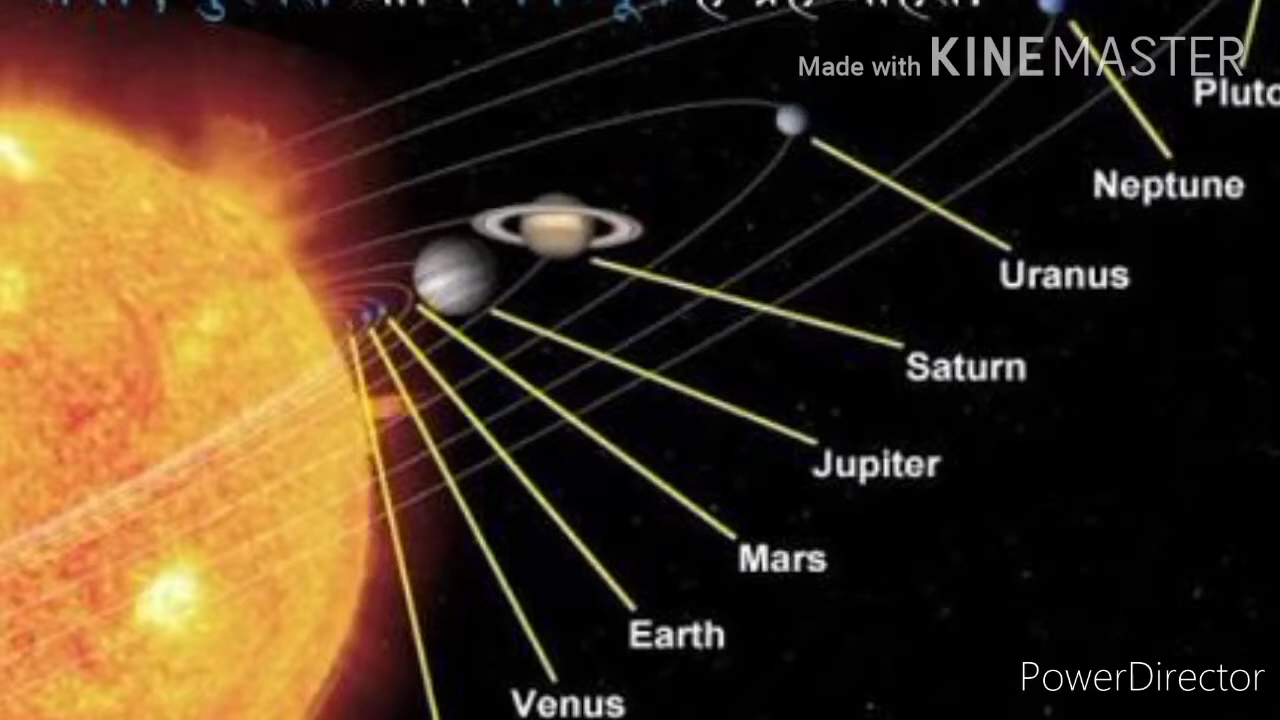 Made with KINEMASTER
Pluto
Neptune
Uranus
Saturn
Jupiter
Mars
Earth
Venus
PowerDirector